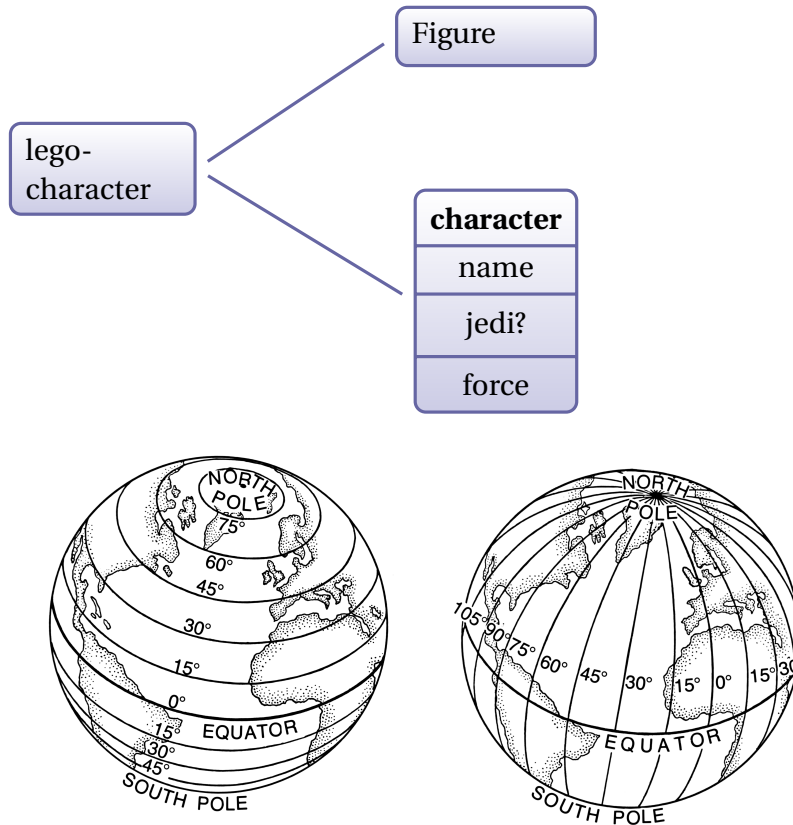 Figure
lego-
character
character
name
jedi?
force
NORTH
POLE
75°
60°
45°
30°
15°
0°
EQUATOR
15°
30°
45°
SOUTH POLE
NORTH
POLE
105° 90° 75° 60° 45° 30° 15° 0° 15° 30
EQUATOR
SOUTH POLE